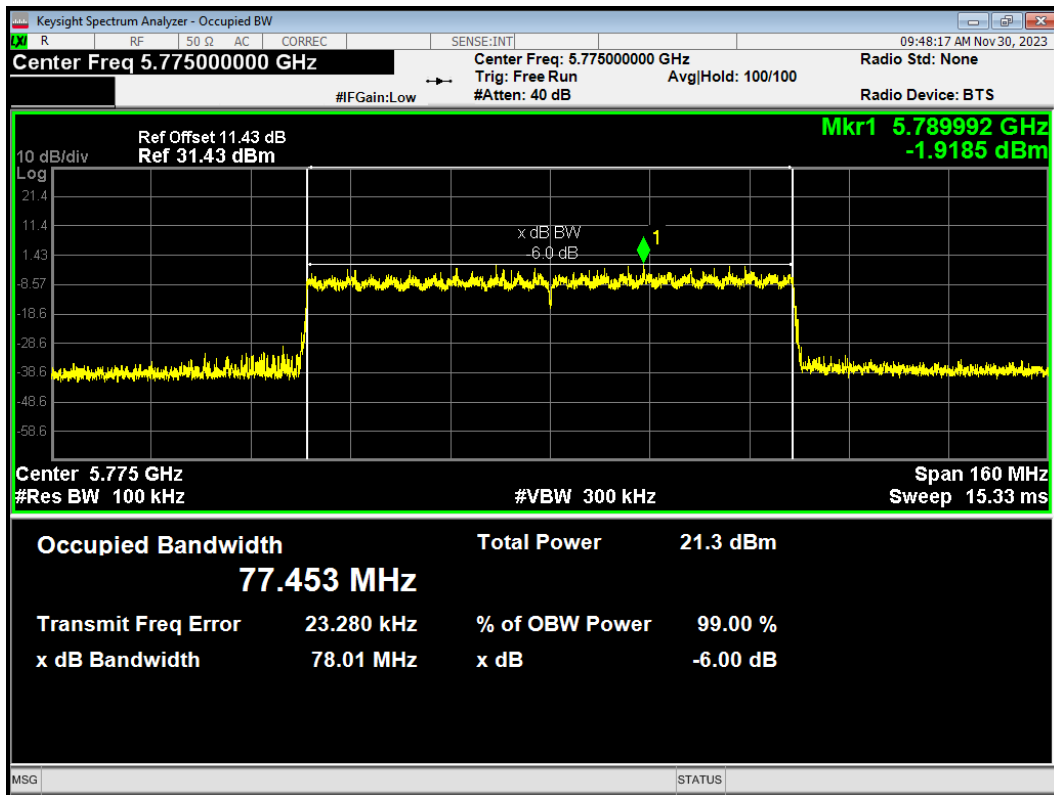 Keysight Spectrum Analyzer - Occupied BW
LXI R RF 50 Ω AC CORREC SENSE:INT 09:48:17 AM Nov 30, 2023
Center Freq 5.775000000 GHz Center Freq: 5.775000000 GHz Radio Std: None
Trig: Free Run Avg|Hold: 100/100
#IFGain:Low #Atten: 40 dB Radio Device: BTS
Mkr1 5.789992 GHz
-1.9185 dBm
Ref Offset 11.43 dB
10 dB/div Ref 31.43 dBm
Log
21.4
11.4
x dB BW
1
1.43
-6.0 dB
-8.57
-18.6
-28.6
-38.6
-48.6
-58.6
Center 5.775 GHz Span 160 MHz
#Res BW 100 kHz #VBW 300 kHz Sweep 15.33 ms
Occupied Bandwidth Total Power 21.3 dBm
77.453 MHz
Transmit Freq Error 23.280 kHz % of OBW Power 99.00 %
x dB Bandwidth 78.01 MHz x dB -6.00 dB
MSG STATUS